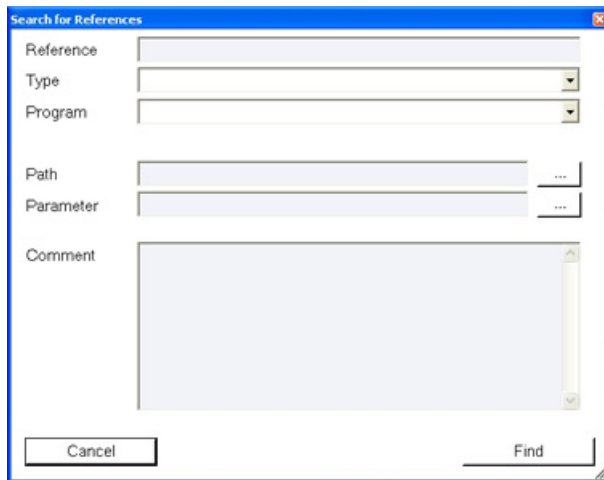 Search for References
Reference
Type
Program
Path
...
Parameter
...
Comment
Cancel
Find